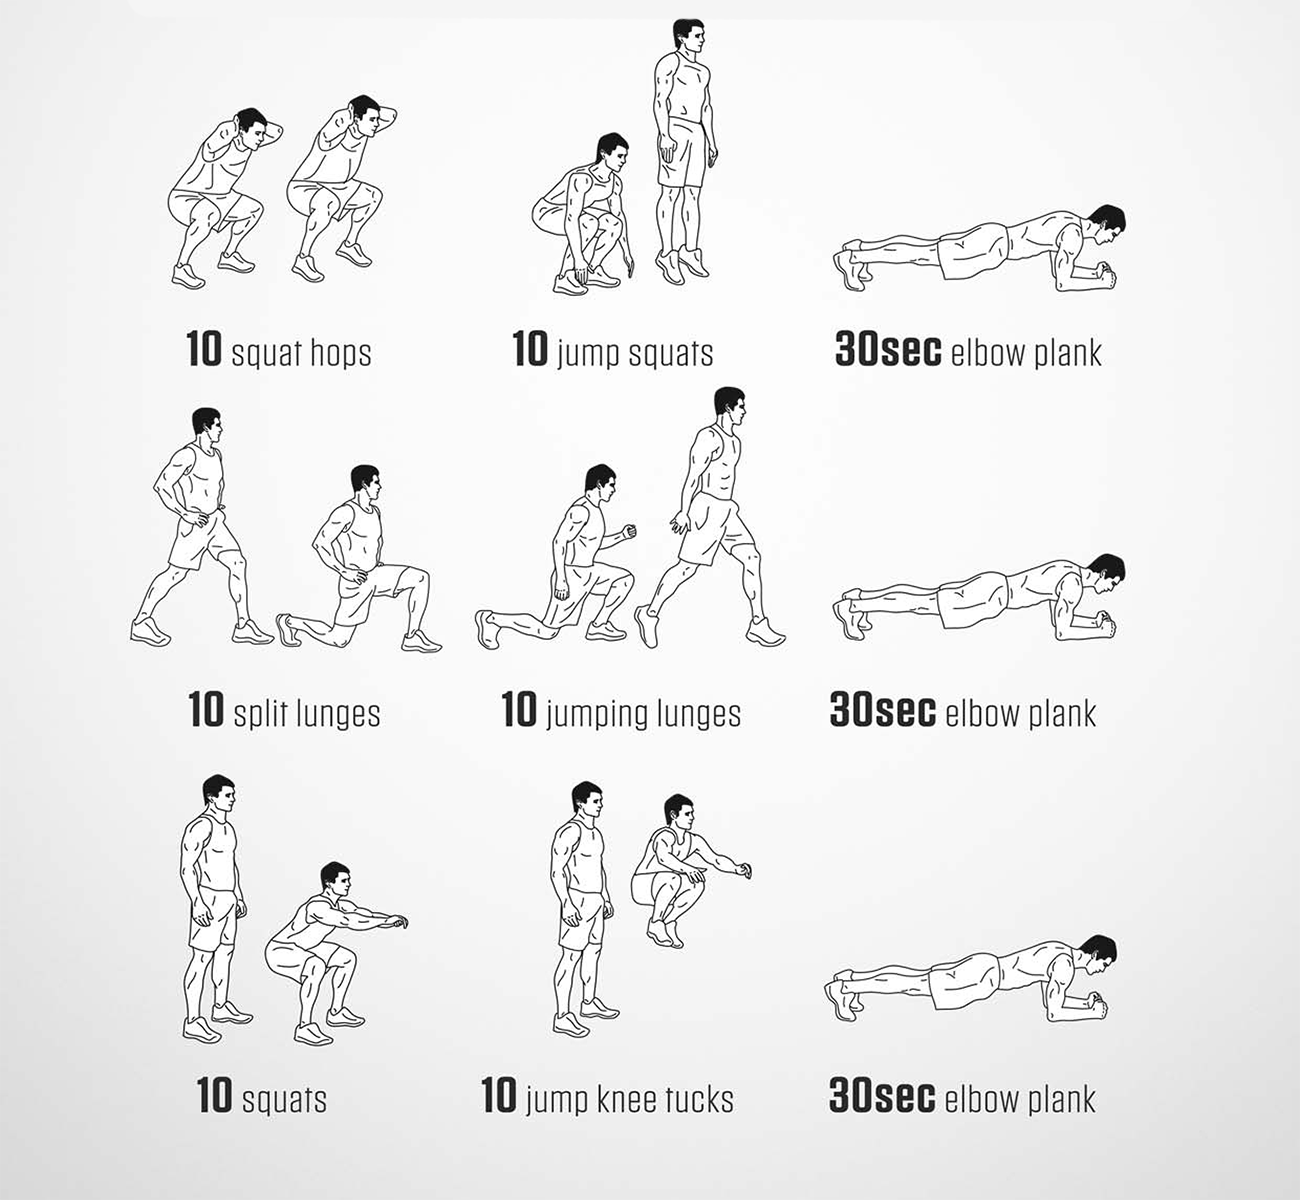 10 squat hops
10 jump squats
30sec elbow plank
10 split lunges
10 jumping lunges
30sec elbow plank
10 squats
10 jump knee tucks
30sec elbow plank